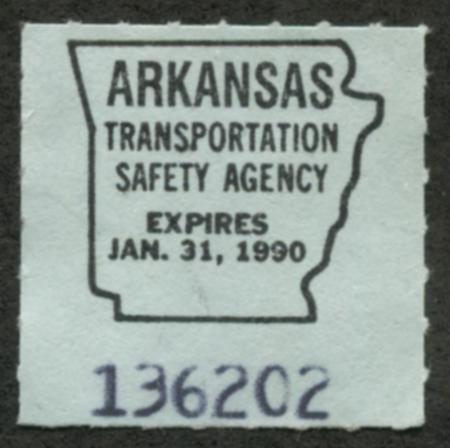 ARKANSAS
TRANSPORTATION
SAFETY AGENCY
EXPIRES
JAN. 31, 1990
136202